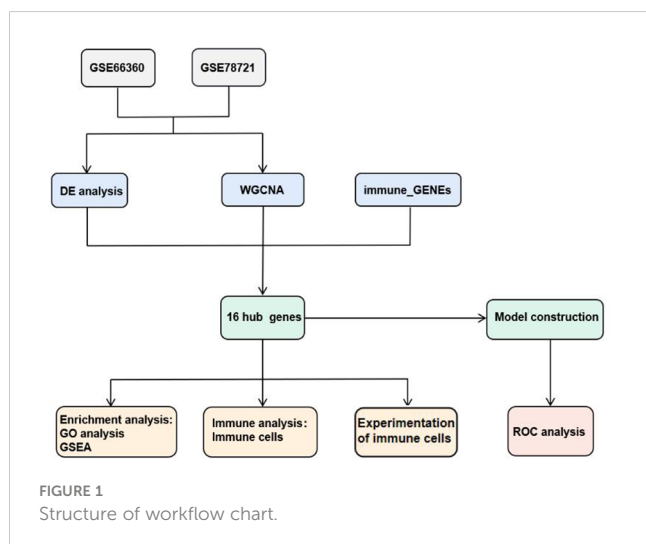 GSE66360
GSE78721
DE analysis
WGCNA
immune_GENEs
16 hub genes
Model construction
Enrichment analysis:
GO analysis
GSEA
Immune analysis:
Immune cells
Experimentation
of immune cells
ROC analysis
FIGURE 1
Structure of workflow chart.